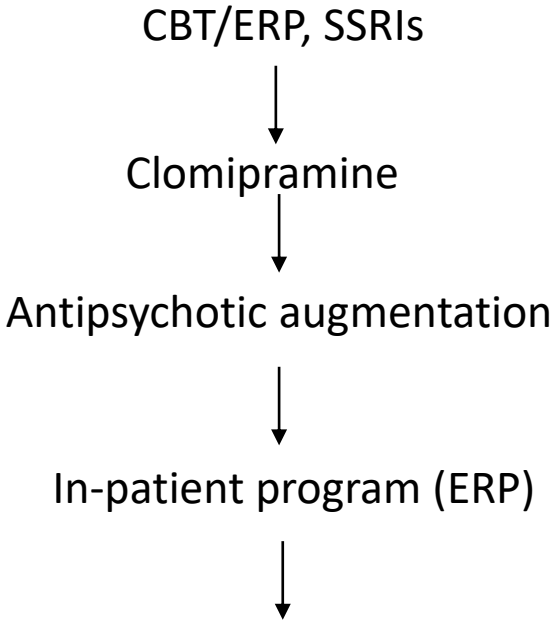 CBT/ERP, SSRIs
Clomipramine
Antipsychotic augmentation
In-patient program (ERP)